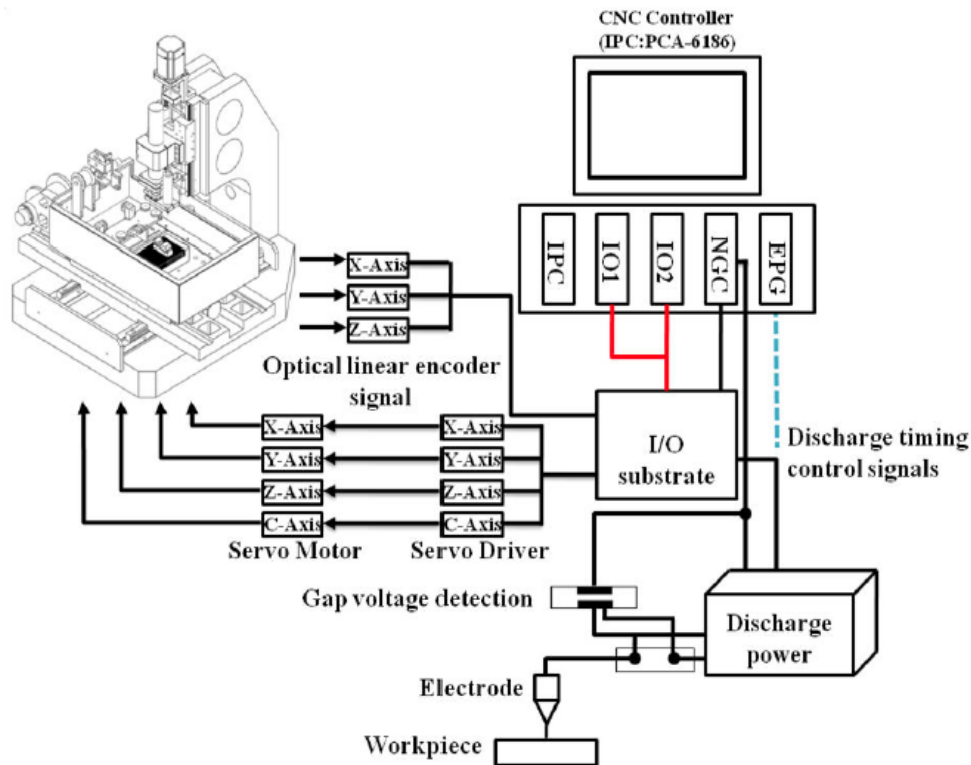 CNC Controller
(IPC:PCA-6186)
IPC
IO1
IO2
NGC
EPG
X-Axis
Y-Axis
Z-Axis
Optical linear encoder
signal
X-Axis
Y-Axis
Z-Axis
C-Axis
Servo Motor
X-Axis
Y-Axis
Z-Axis
C-Axis
Servo Driver
I/O
substrate
Discharge timing
control signals
Gap voltage detection
Discharge
power
Electrode
Workpiece